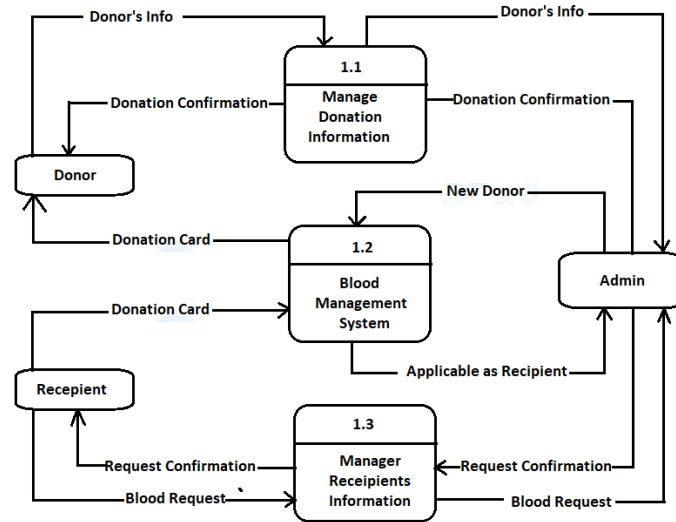 Donor's Info
Donor's Info
1.1
Manage
Donation
Information
Donation Confirmation
Donation Confirmation
Donor
New Donor
Donation Card
1.2
Blood
Management
System
Admin
Donation Card
Applicable as Recipient
Recepient
1.3
Manager
Receipients
Information
Request Confirmation
Request Confirmation
Blood Request
Blood Request